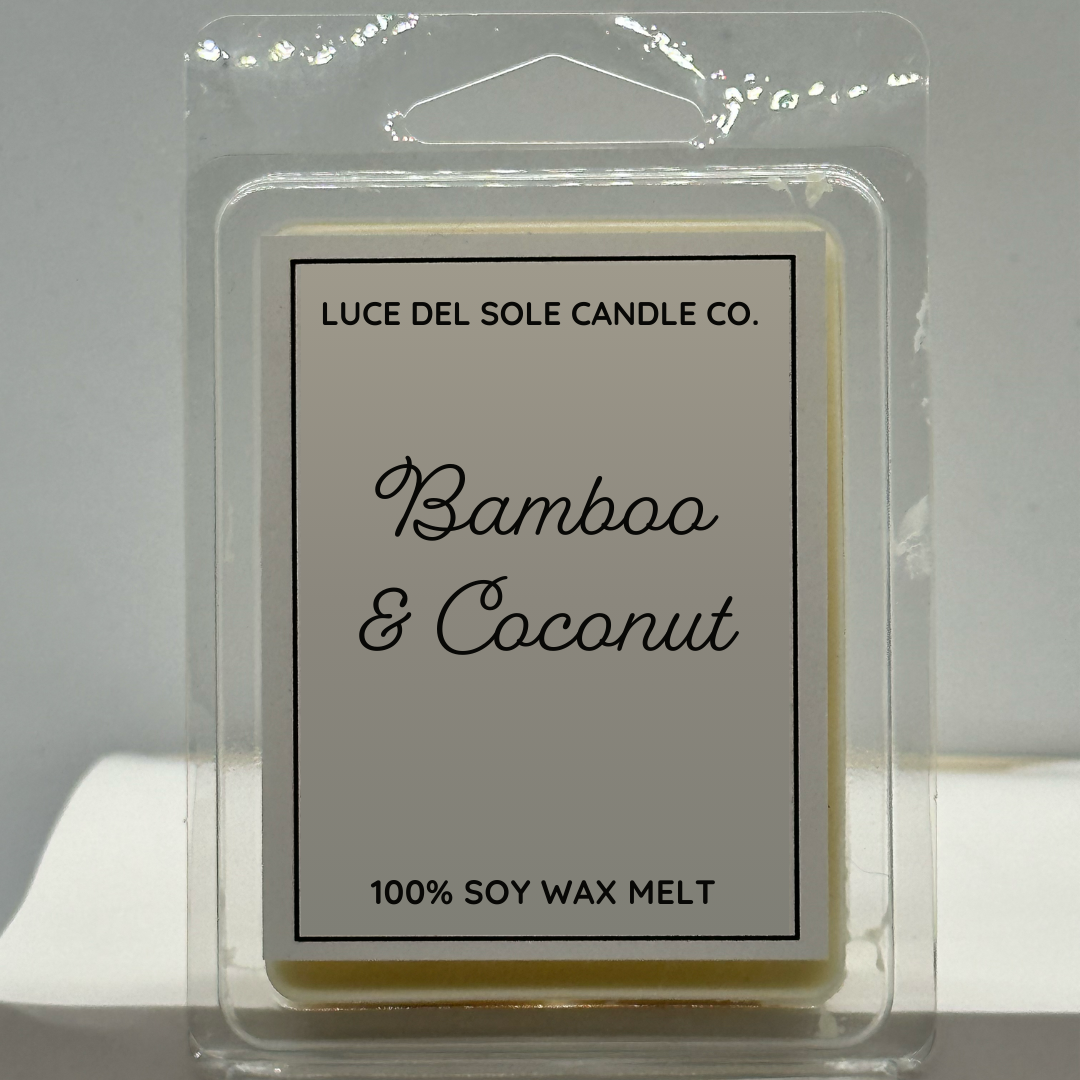 LUCE DEL SOLE CANDLE CO.
Bamboo
& Coconut
100% SOY WAX MELT